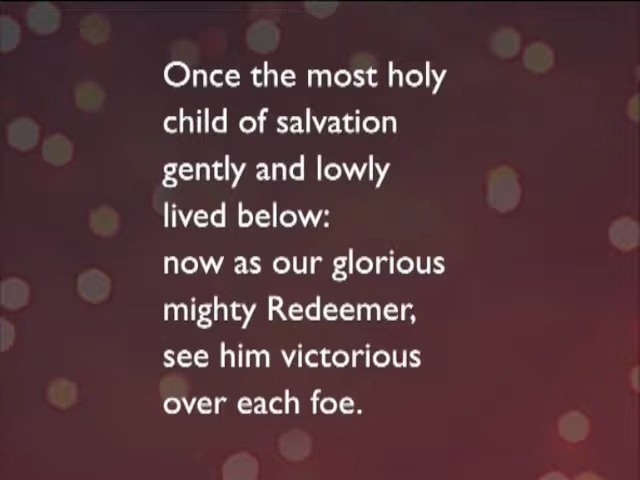 Once the most holy
child of salvation
gently and lowly
lived below:
now as our glorious
mighty Redeemer,
see him victorious
over each foe.